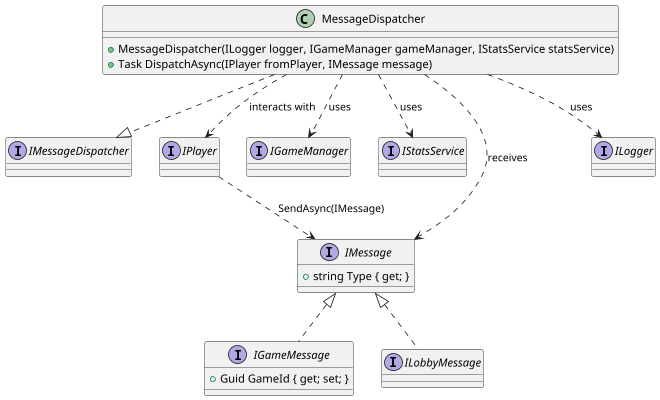 C MessageDispatcher
MessageDispatcher(ILogger logger, IGameManager gameManager, IStatsService statsService)
Task DispatchAsync(IPlayer fromPlayer, IMessage message)
interacts with
uses
uses
uses
I IMessageDispatcher
I IPlayer
I IGameManager
I IStatsService
I ILogger
receives
SendAsync(IMessage)
I IMessage
string Type { get; }
I IGameMessage
Guid GameId { get; set; }
I ILobbyMessage